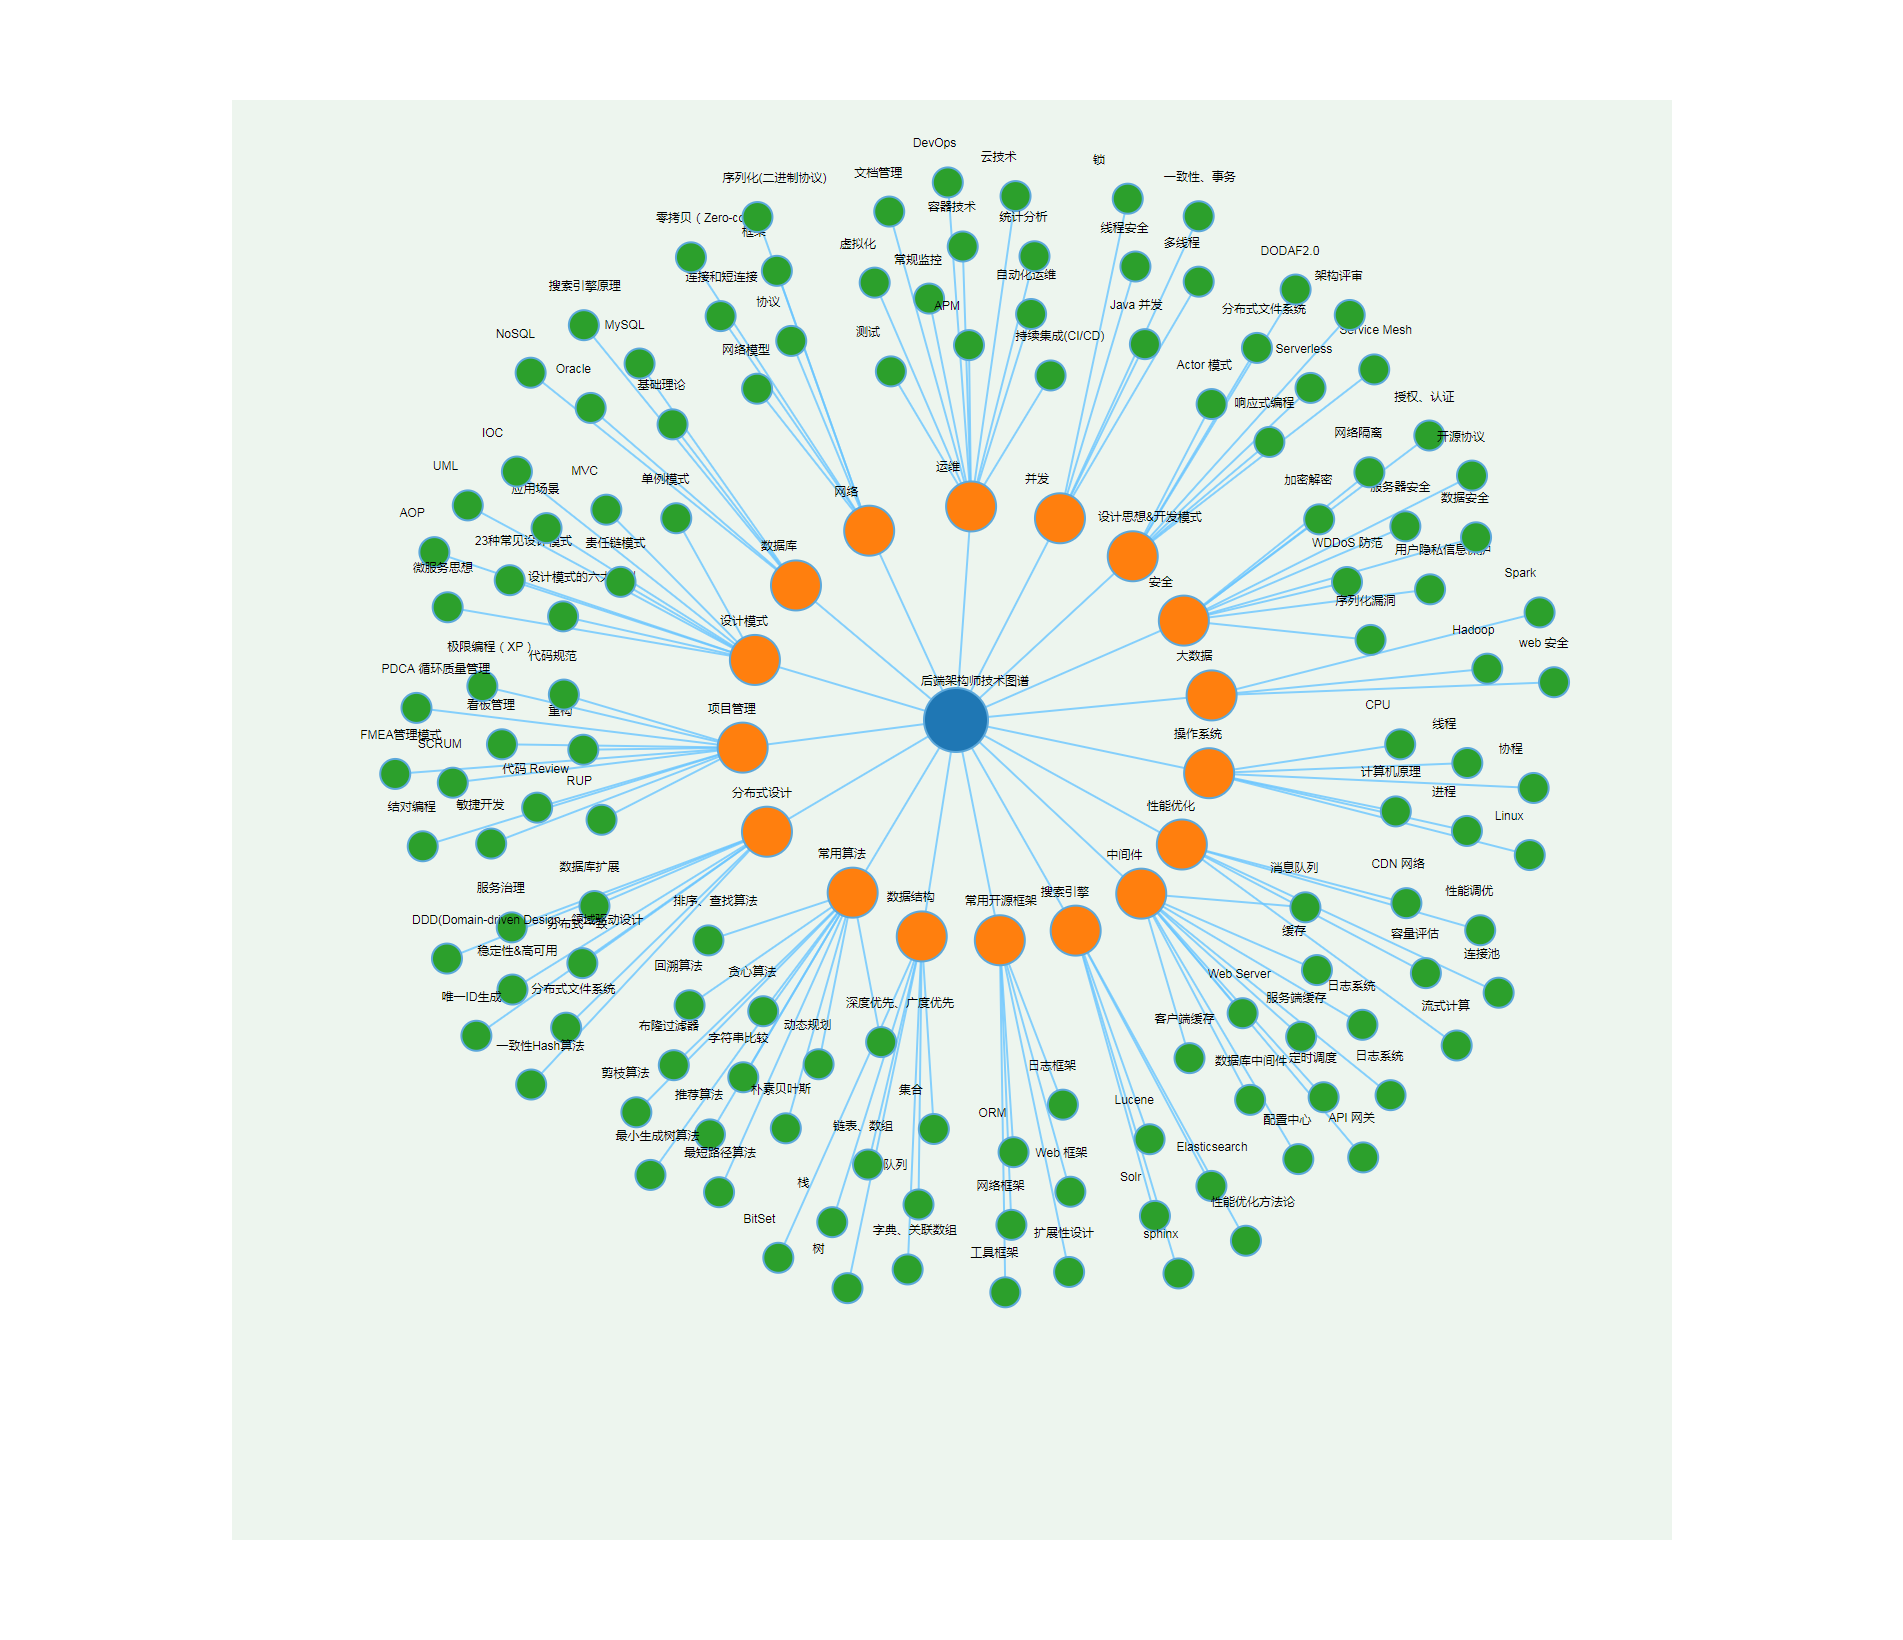 DevOps
云技术
锁
文档管理
一致性、事务
序列化(二进制协议)
容器技术
统计分析
零拷贝 ( Zero-co
框架
线程安全
多线程
虚拟化
DODAF2.0
常规监控
自动化运维
架构评审
连接和短连接
搜索引擎原理
协议
APM
Java 并发
分布式文件系统
MySQL
NoSQL
测试
持续集成(CI/CD)
Service Mesh
网络模型
Serverless
Oracle
Actor 模式
基础理论
响应式编程
授权、认证
IOC
网络隔离
开源协议
UML
MVC
单例模式
运维
并发
加密解密
应用场景
网络
服务器安全
数据安全
AOP
设计思想&开发模式
23种常见设计模式
责任链模式
数据库
WDDoS 防范
用户隐私信息保护
微服务思想
设计模式的六大
安全
Spark
序列化漏洞
设计模式
Hadoop
极限编程 ( XP )
代码规范
大数据
web 安全
PDCA 循环质量管理
后端架构师技术图谱
看板管理
重构
项目管理
CPU
线程
FMEA管理模式
SCRUM
操作系统
协程
代码 Review
RUP
计算机原理
分布式设计
进程
结对编程
敏捷开发
性能优化
Linux
常用算法
中间件
数据库扩展
消息队列
CDN 网络
服务治理
排序、查找算法
数据结构
常用开源框架
搜索引擎
性能调优
DDD(Domain-driven Design - 领域驱动设计
分布式一致
缓存
容量评估
稳定性&高可用
连接池
回溯算法
贪心算法
Web Server
唯一ID生成
分布式文件系统
日志系统
深度优先、广度优先
服务端缓存
流式计算
布隆过滤器
动态规划
客户端缓存
字符串比较
一致性Hash算法
日志框架
数据库中间件
定时调度
日志系统
剪枝算法
推荐算法
朴素贝叶斯
集合
Lucene
ORM
配置中心
API 网关
最小生成树算法
链表、数组
最短路径算法
Web 框架
Elasticsearch
队列
栈
网络框架
Solr
性能优化方法论
BitSet
字典、关联数组
扩展性设计
sphinx
树
工具框架